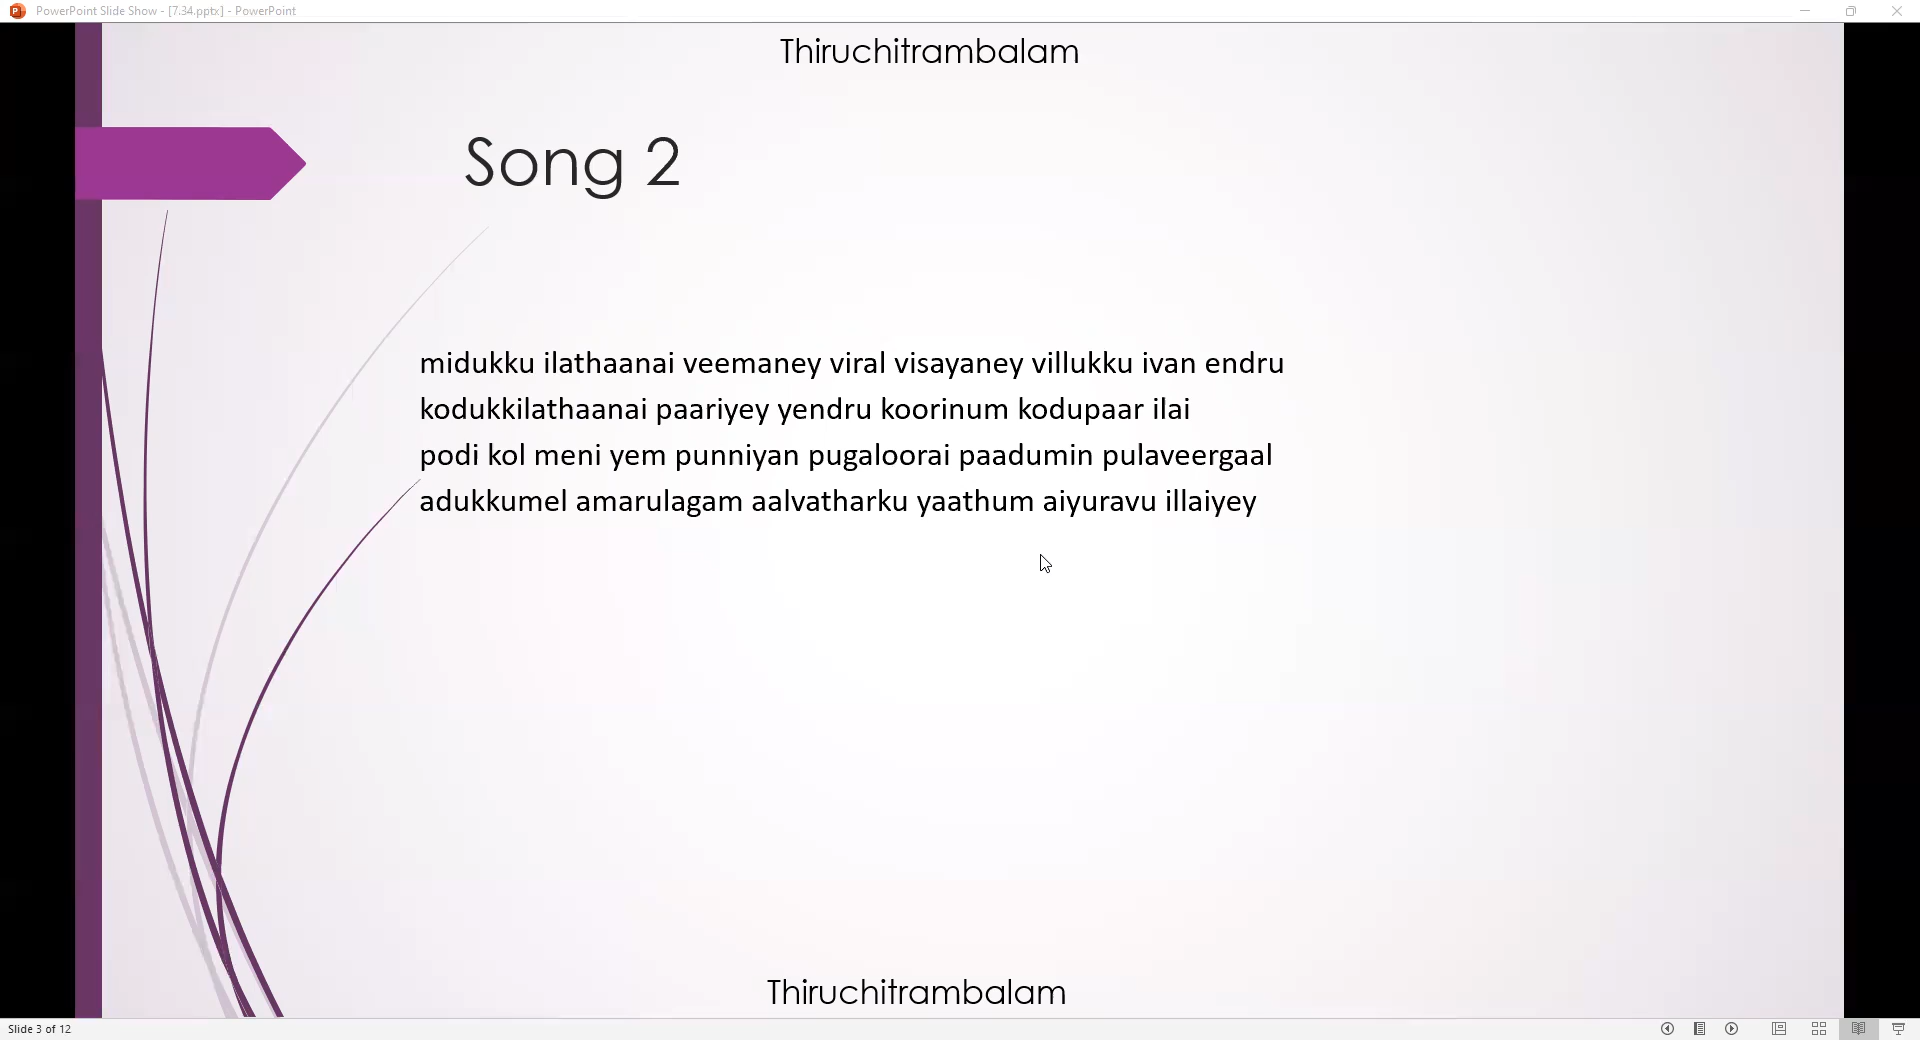 PowerPoint Slide Show - [7.34.pptx] - PowerPoint
Thiruchitrambalam
Song 2
midukku ilathaanai veemaney viral visayaney villukku ivan endru
kodukkilathaanai paariyey yendru koorinum kodupaar ilai
podi kol meni yem punniyan pugaloorai paadumin pulaveergaal
adukkumel amarulagam aalvatharku yaathum aiyuravu illaiyey
Thiruchitrambalam
Slide 3 of 12